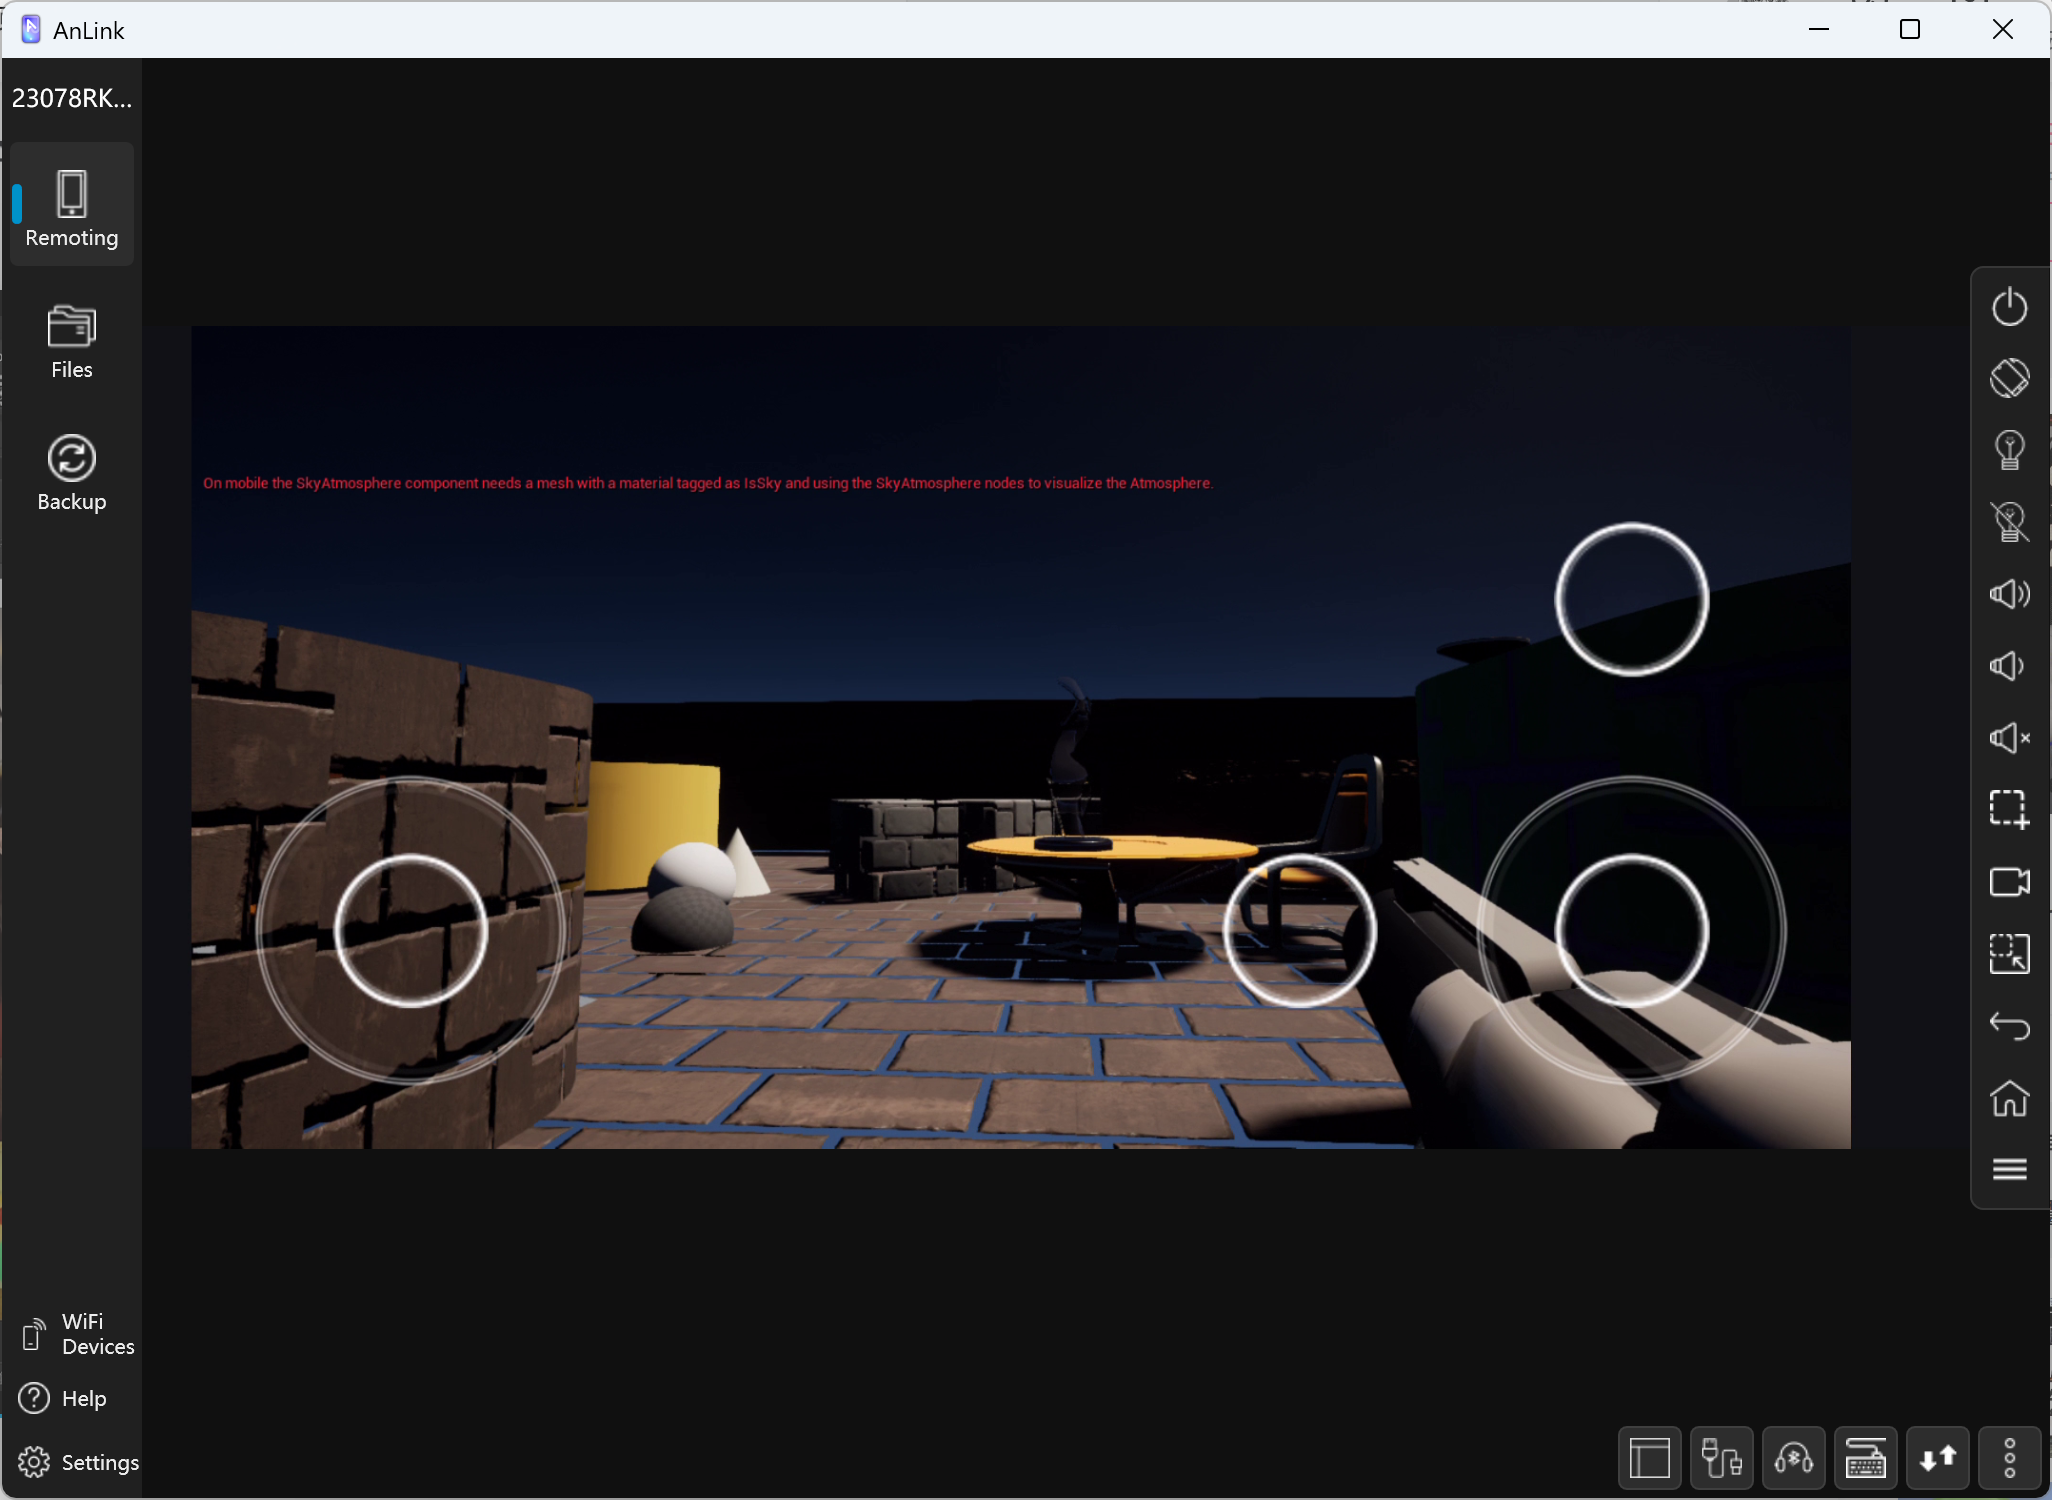 AnLink
23078RK...
Remoting
Files
Backup
On mobile the SkyAtmosphere component needs a mesh with a material tagged as IsSky and using the SkyAtmosphere nodes to visualize the Atmosphere.
WiFi
Devices
Help
Settings